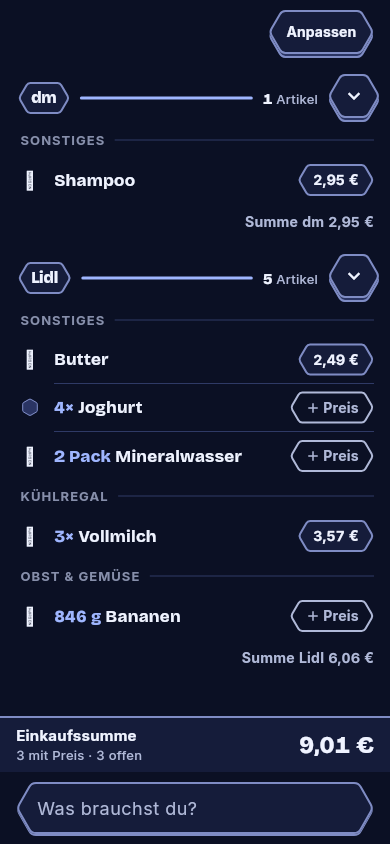 Anpassen
dm 1 Artikel
SONSTIGES
Shampoo 2,95 €
Summe dm 2,95 €
Lidl 5 Artikel
SONSTIGES
Butter 2,49 €
4× Joghurt + Preis
2 Pack Mineralwasser + Preis
KÜHLREGAL
3× Vollmilch 3,57 €
OBST & GEMÜSE
846 g Bananen + Preis
Summe Lidl 6,06 €
Einkaufssumme 9,01 €
3 mit Preis · 3 offen
Was brauchst du?